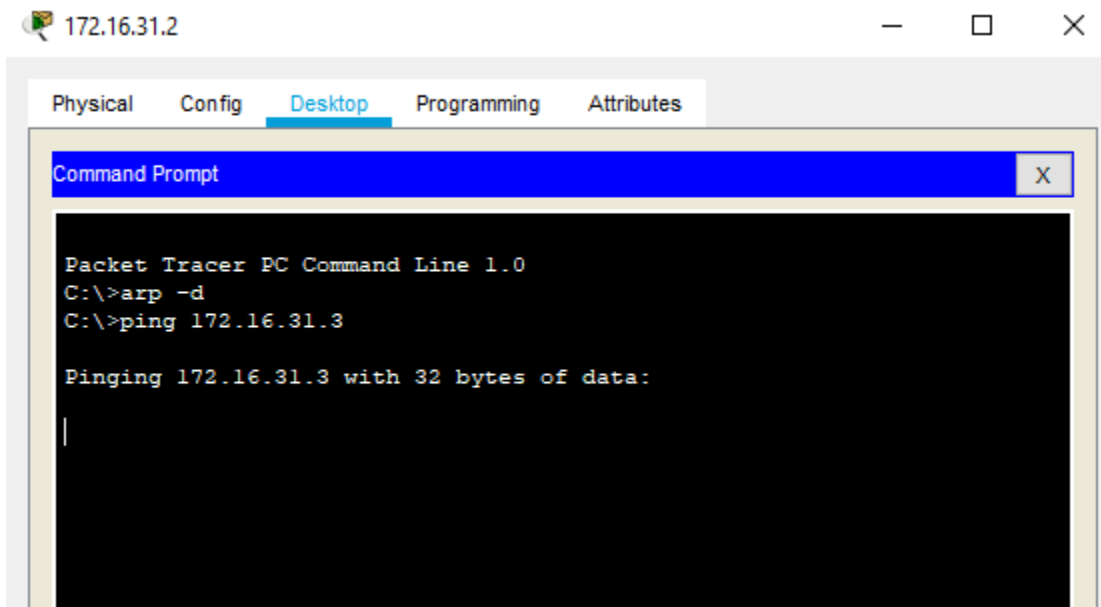 172.16.31.2
Physical Config Desktop Programming Attributes
Command Prompt X
Packet Tracer PC Command Line 1.0
C:\>arp -d
C:\>ping 172.16.31.3
Pinging 172.16.31.3 with 32 bytes of data: